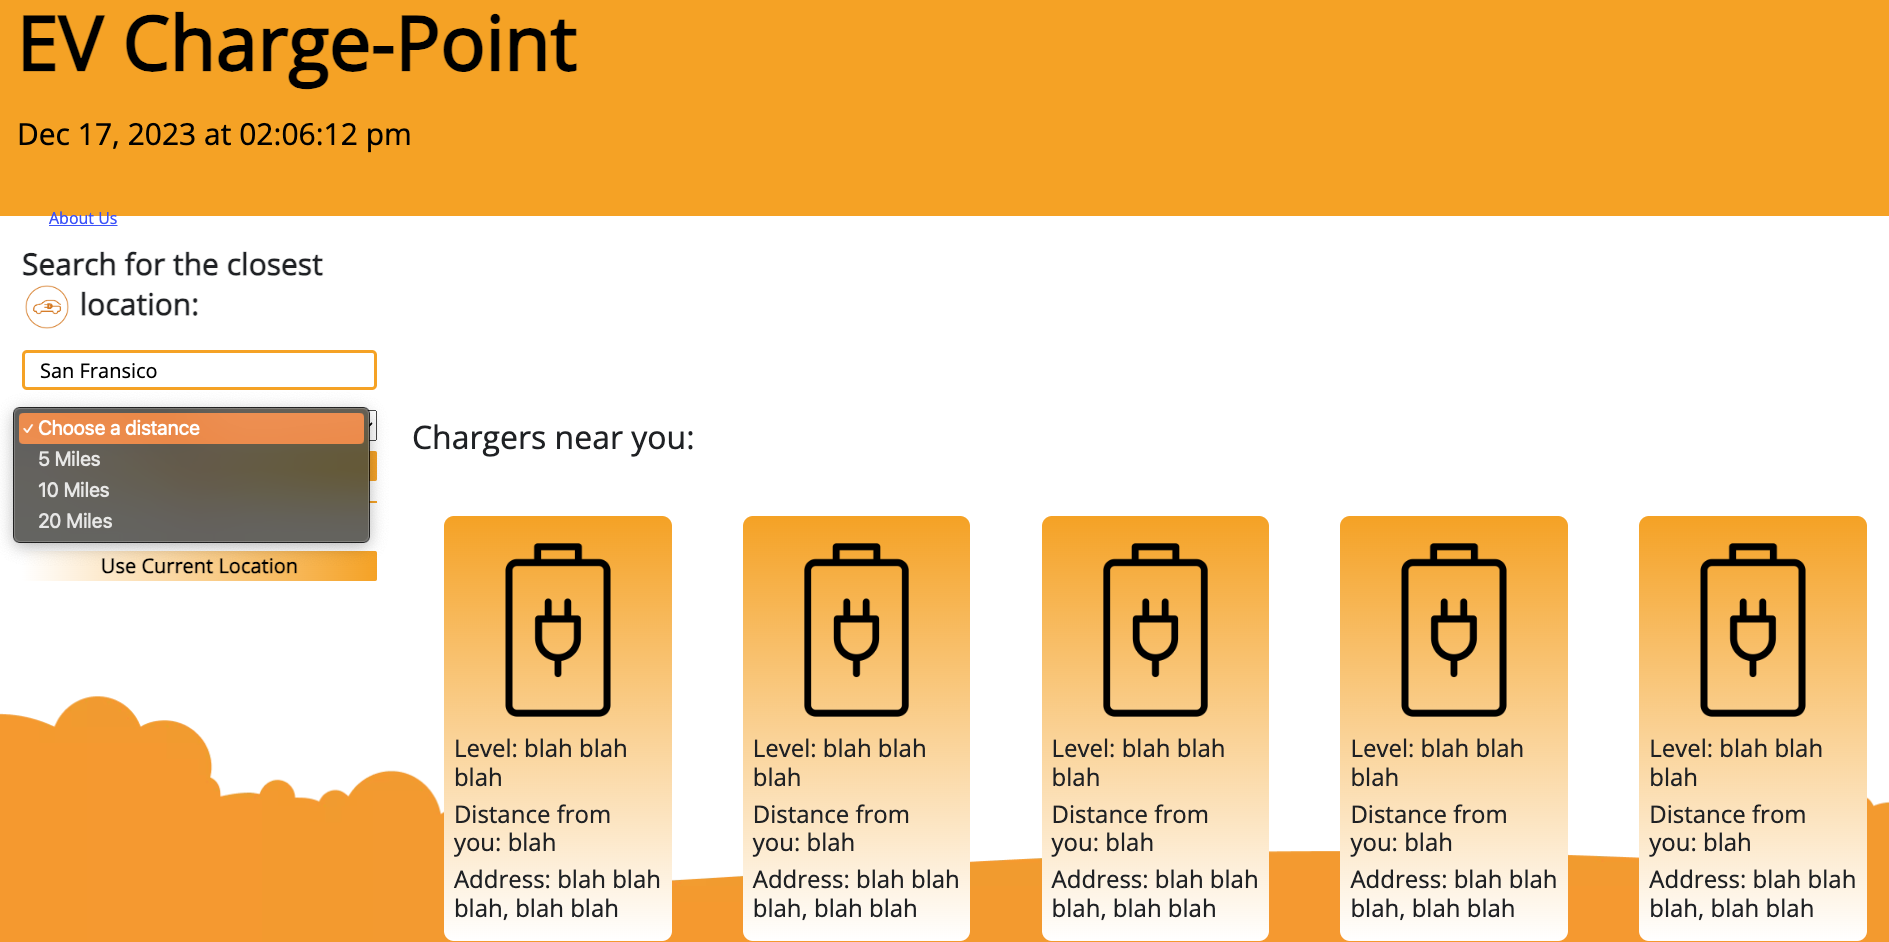 EV Charge-Point
Dec 17, 2023 at 02:06:12 pm
About Us
Search for the closest
location:
San Fransico
✓ Choose a distance
5 Miles
10 Miles
20 Miles
Use Current Location
Chargers near you:
Level: blah blah
blah
Distance from
you: blah
Address: blah blah
blah, blah blah
Level: blah blah
blah
Distance from
you: blah
Address: blah blah
blah, blah blah
Level: blah blah
blah
Distance from
you: blah
Address: blah blah
blah, blah blah
Level: blah blah
blah
Distance from
you: blah
Address: blah blah
blah, blah blah
Level: blah blah
blah
Distance from
you: blah
Address: blah blah
blah, blah blah